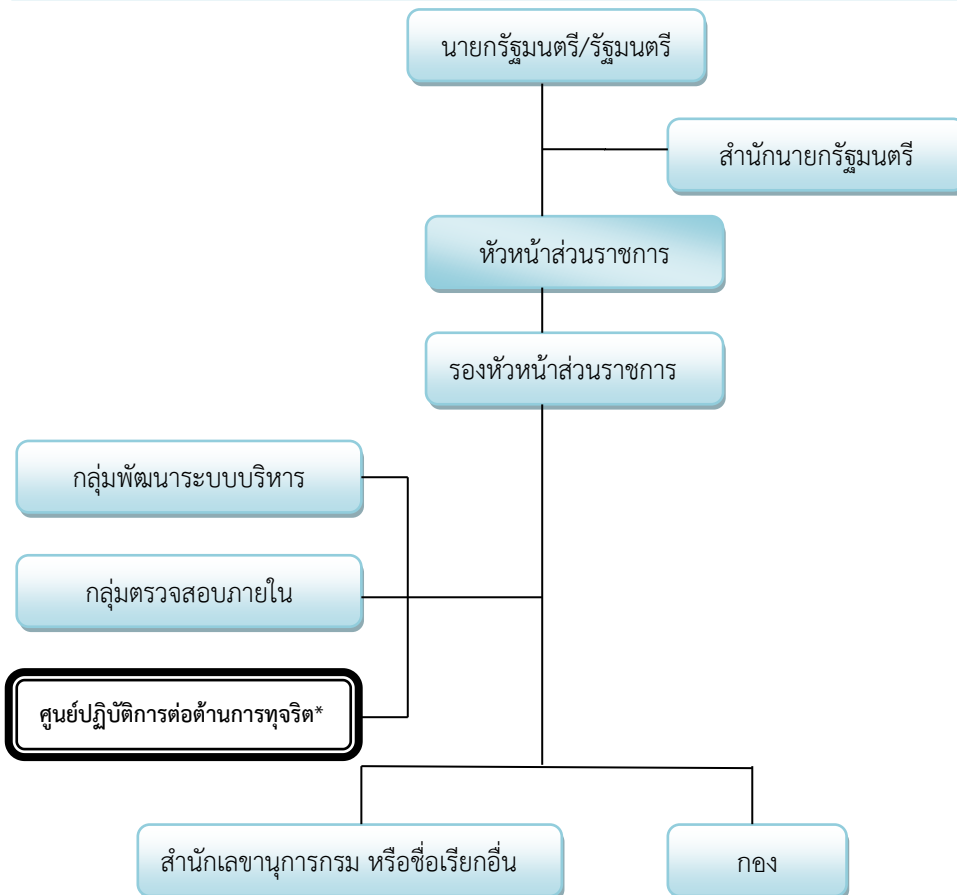 นายกรัฐมนตรี/รัฐมนตรี
สำนักนายกรัฐมนตรี
หัวหน้าส่วนราชการ
รองหัวหน้าส่วนราชการ
กลุ่มพัฒนาระบบบริหาร
กลุ่มตรวจสอบภายใน
ศูนย์ปฏิบัติการต่อต้านการทุจริต*
สำนักเลขานุการกรม หรือชื่อเรียกอื่น
กอง